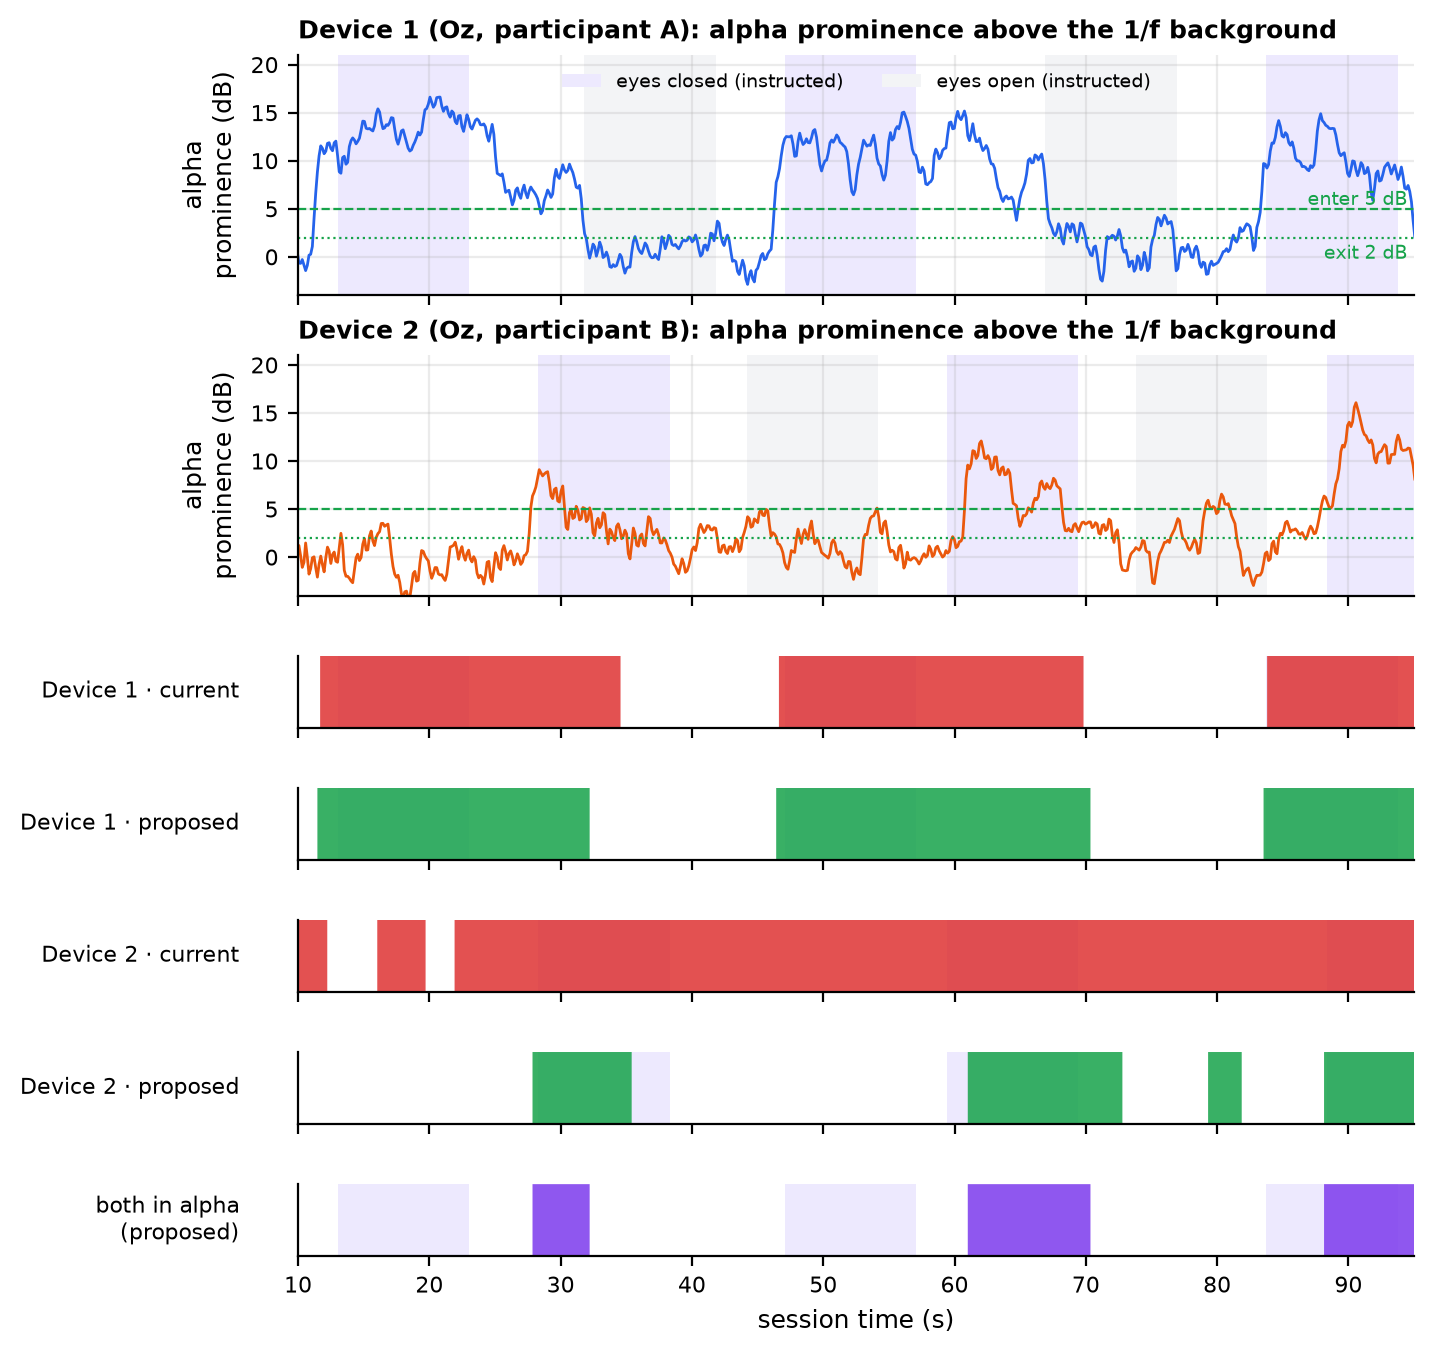 Device 1 (Oz, participant A): alpha prominence above the 1/f background
20
15
10
5
0
alpha
prominence (dB)
eyes closed (instructed)
eyes open (instructed)
enter 5 dB
exit 2 dB
Device 2 (Oz, participant B): alpha prominence above the 1/f background
20
15
10
5
0
alpha
prominence (dB)
Device 1 · current
Device 1 · proposed
Device 2 · current
Device 2 · proposed
both in alpha
(proposed)
10 20 30 40 50 60 70 80 90
session time (s)